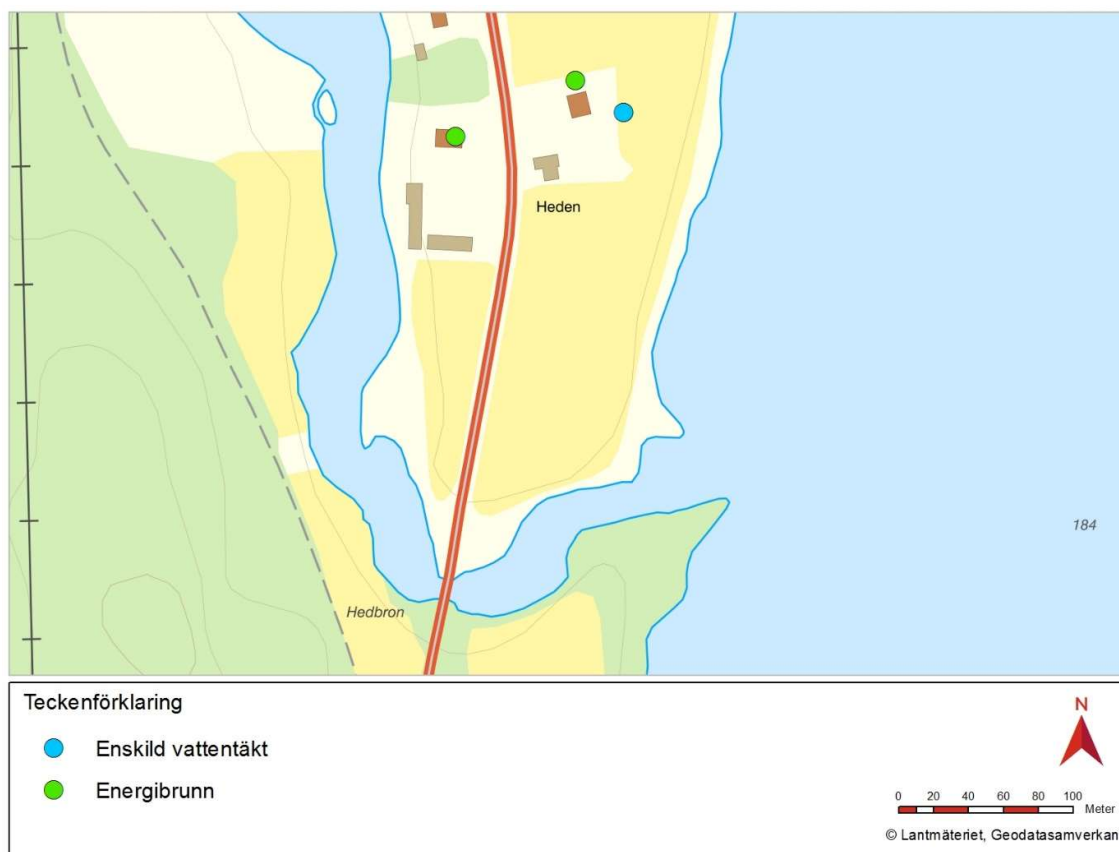 Heden
184
Hedbron
Teckenförklaring
Enskild vattentäkt
Energibrunn
N
0 20 40 60 80 100
Meter
© Lantmäteriet, Geodatasamverkan